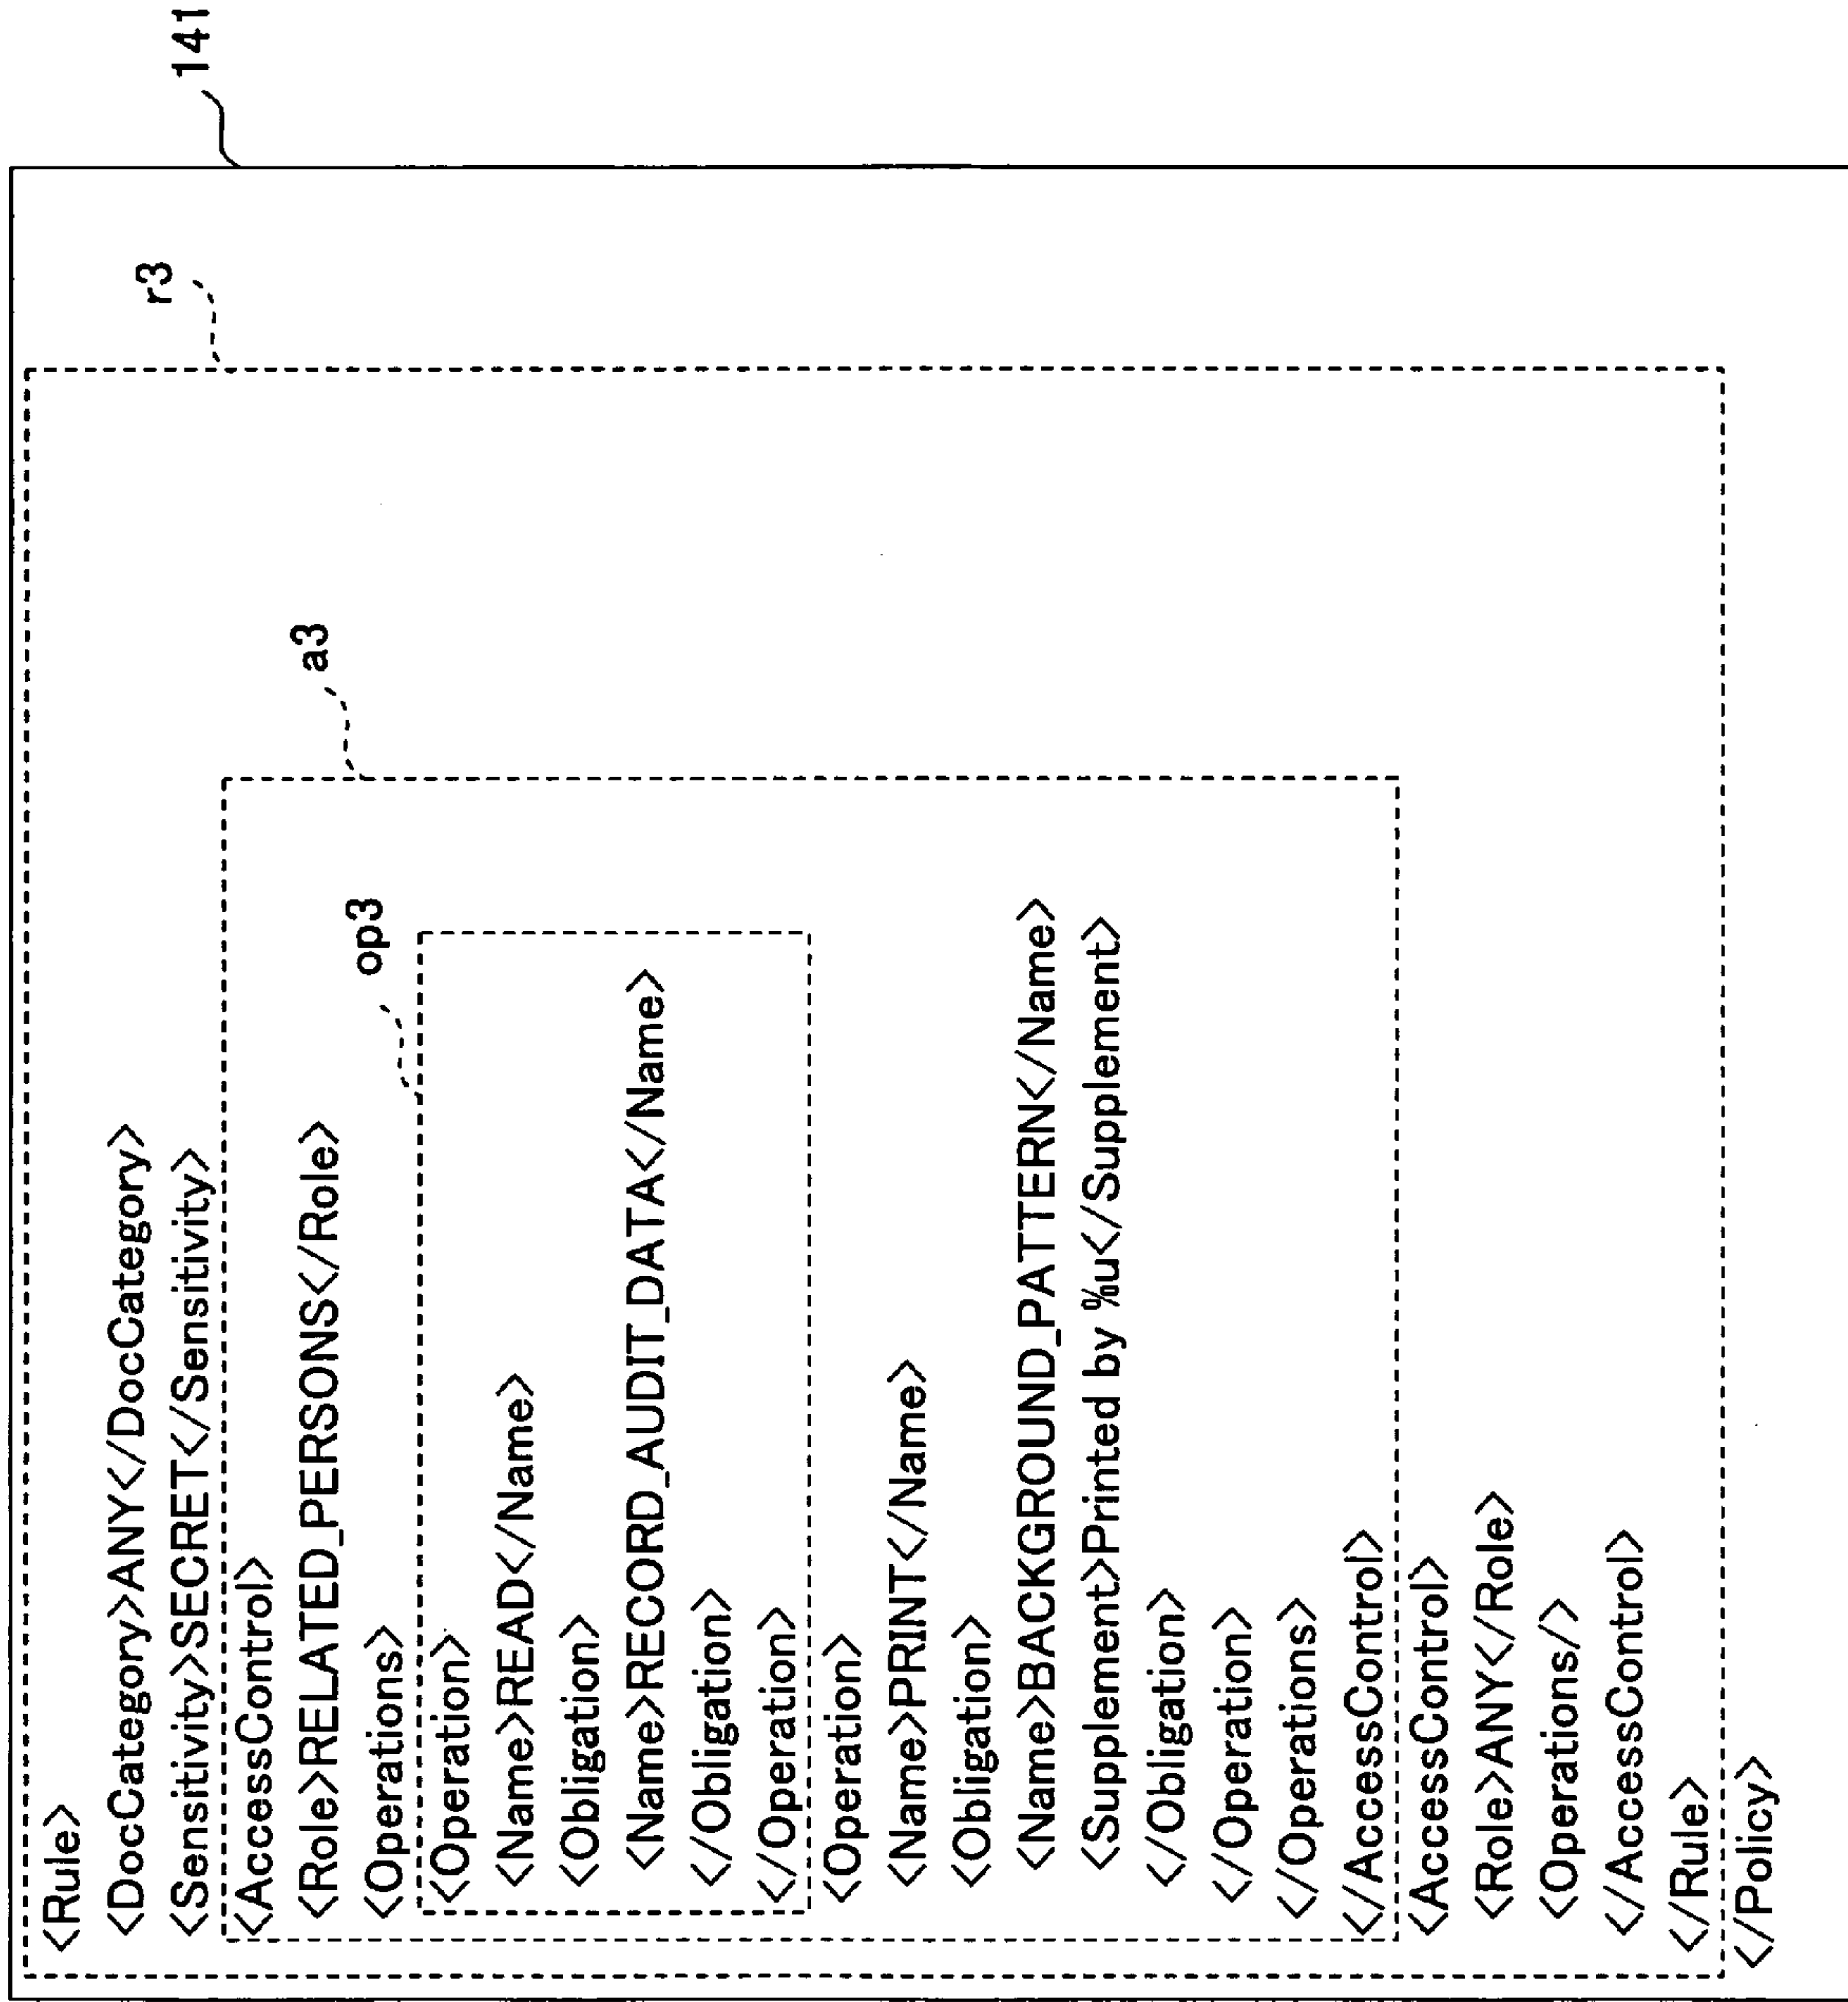 141
r3
a3
op3
<Rule>
<DocCategory>ANY</DocCategory>
<Sensitivity>SECRET</Sensitivity>
<AccessControl>
<Role>RELATED_PERSONS</Role>
<Operations>
<Operation>
<Name>READ</Name>
<Obligation>
<Name>RECORD_AUDIT_DATA</Name>
</Obligation>
</Operation>
<Operation>
<Name>PRINT</Name>
<Obligation>
<Name>BACKGROUND_PATTERN</Name>
<Supplement>Printed by %u</Supplement>
</Obligation>
</Operation>
</Operations>
</AccessControl>
<AccessControl>
<Role>ANY</Role>
<Operations/>
</AccessControl>
</Rule>
</Policy>